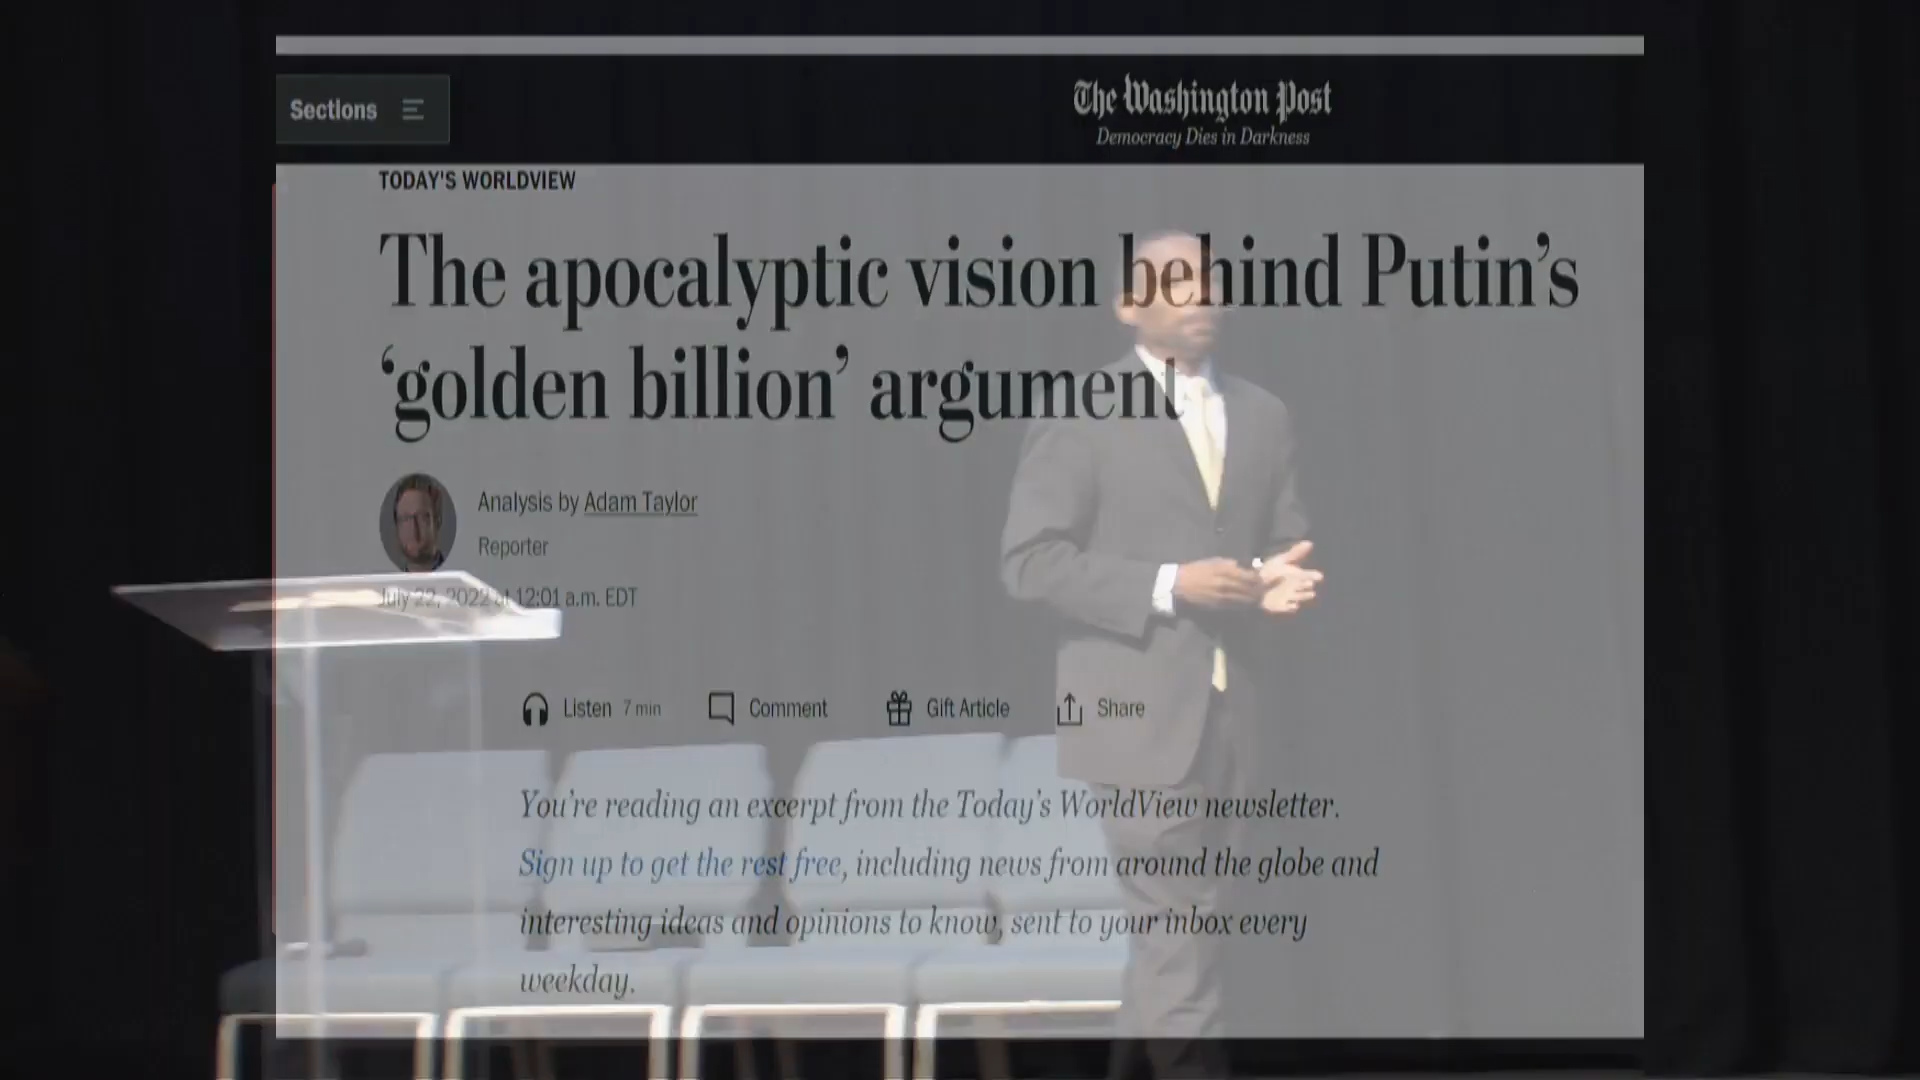 Sections
The Washington Post
Democracy Dies in Darkness
TODAY'S WORLDVIEW
The apocalyptic vision behind Putin's
‘golden billion’ argument
Analysis by Adam Taylor
Reporter
July 22, 2022 at 12:01 a.m. EDT
Listen 7 min Comment Gift Article Share
You're reading an excerpt from the Today's WorldView newsletter.
Sign up to get the rest free, including news from around the globe and
interesting ideas and opinions to know, sent to your inbox every
weekday.